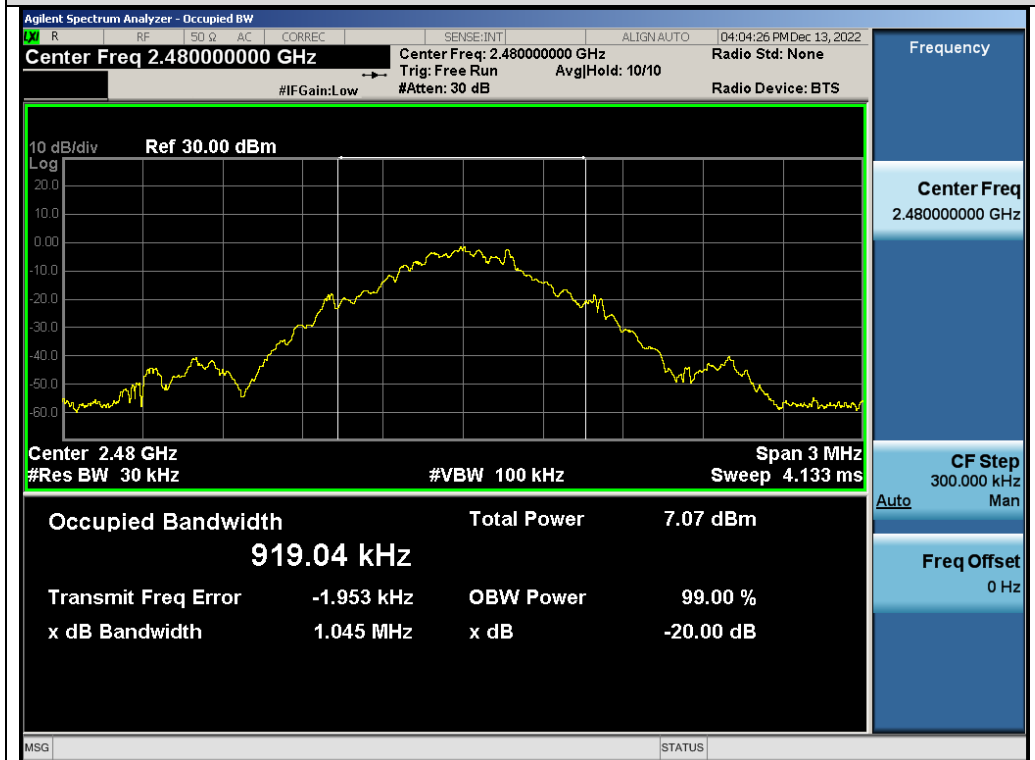 Agilent Spectrum Analyzer - Occupied BW
LXI R RF 50 Ω AC CORREC SENSE:INT ALIGN AUTO 04:04:26 PM Dec 13, 2022
Center Freq 2.480000000 GHz
Center Freq: 2.480000000 GHz
Radio Std: None
Trig: Free Run Avg|Hold: 10/10
#IFGain:Low
#Atten: 30 dB
Radio Device: BTS
Frequency
10 dB/div Ref 30.00 dBm
Log
20.0
10.0
0.00
-10.0
-20.0
-30.0
-40.0
-50.0
-60.0
Center 2.48 GHz Span 3 MHz
#Res BW 30 kHz #VBW 100 kHz Sweep 4.133 ms
Occupied Bandwidth Total Power 7.07 dBm
919.04 kHz
Transmit Freq Error -1.953 kHz OBW Power 99.00 %
x dB Bandwidth 1.045 MHz x dB -20.00 dB
Center Freq
2.480000000 GHz
CF Step
300.000 kHz
Auto Man
Freq Offset
0 Hz
MSG STATUS